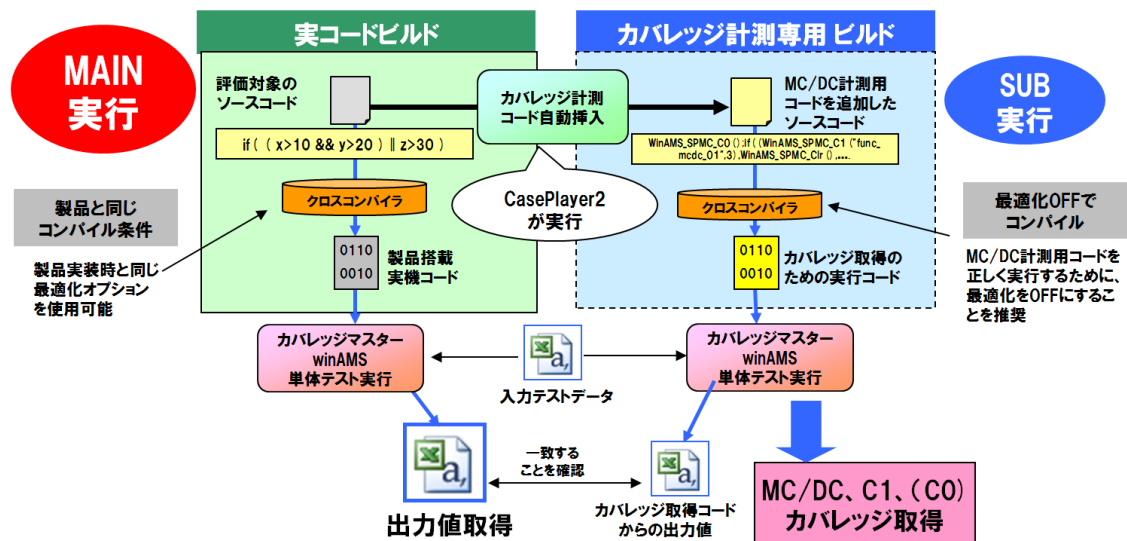 実コードビルド
カバレッジ計測専用 ビルド
MAIN
実行
SUB
実行
評価対象の
ソースコード
カバレッジ計測
コード自動挿入
MC/DC計測用
コードを追加した
ソースコード
if( ( x>10 && y>20 ) || z>30 )
WinAMS_SPMC_C0 ();if ((WinAMS_SPMC_C1 ("func_
mcdc_01",3),WinAMS_SPMC_Clr (),....
クロスコンパイラ
CasePlayer2
が実行
クロスコンパイラ
製品と同じ
コンパイル条件
最適化OFFで
コンパイル
製品実装時と同じ
最適化オプション
を使用可能
0110
0010
製品搭載
実機コード
0110
0010
カバレッジ取得の
ための実行コード
MC/DC計測用コードを
正しく実行するために、
最適化をOFFにするこ
とを推奨
カバレッジマスター
winAMS
単体テスト実行
a,
入力テストデータ
カバレッジマスター
winAMS
単体テスト実行
a,
出力値取得
一致する
ことを確認
a,
カバレッジ取得コード
からの出力値
MC/DC、C1、(C0)
カバレッジ取得